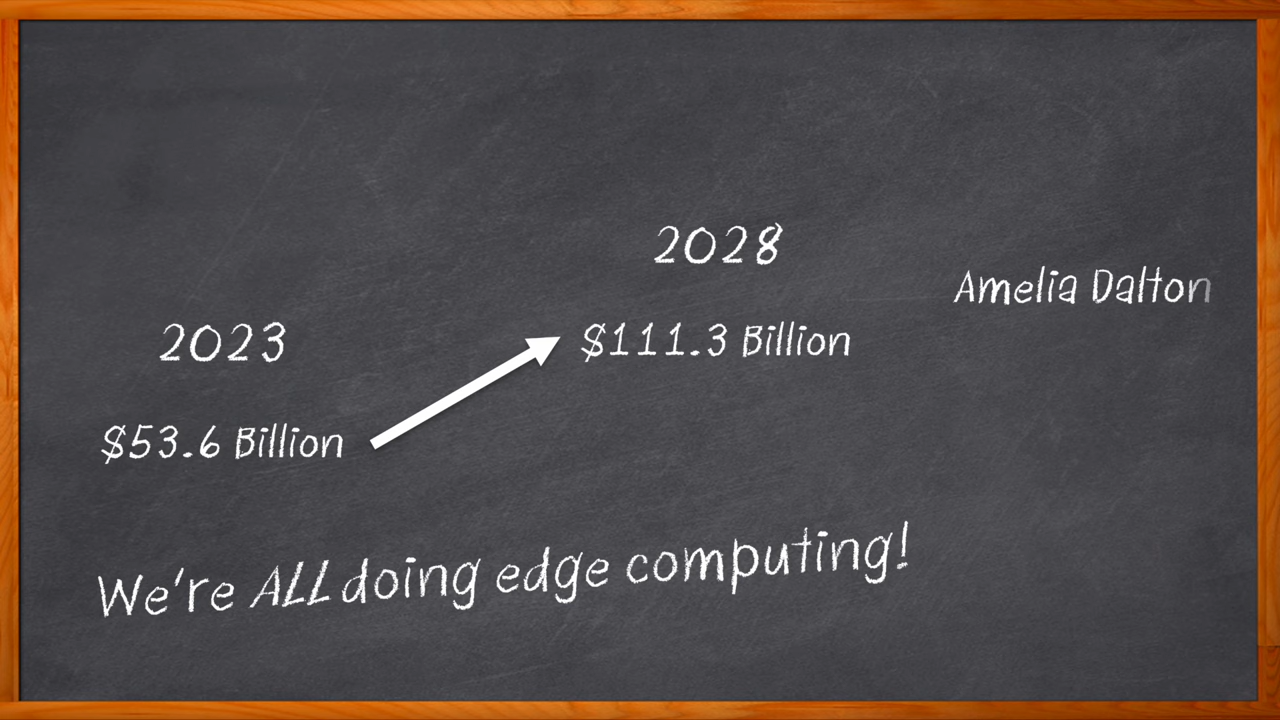 2023
$53.6 Billion
2028
$111.3 Billion
Amelia Dalton
We're ALL doing edge computing!